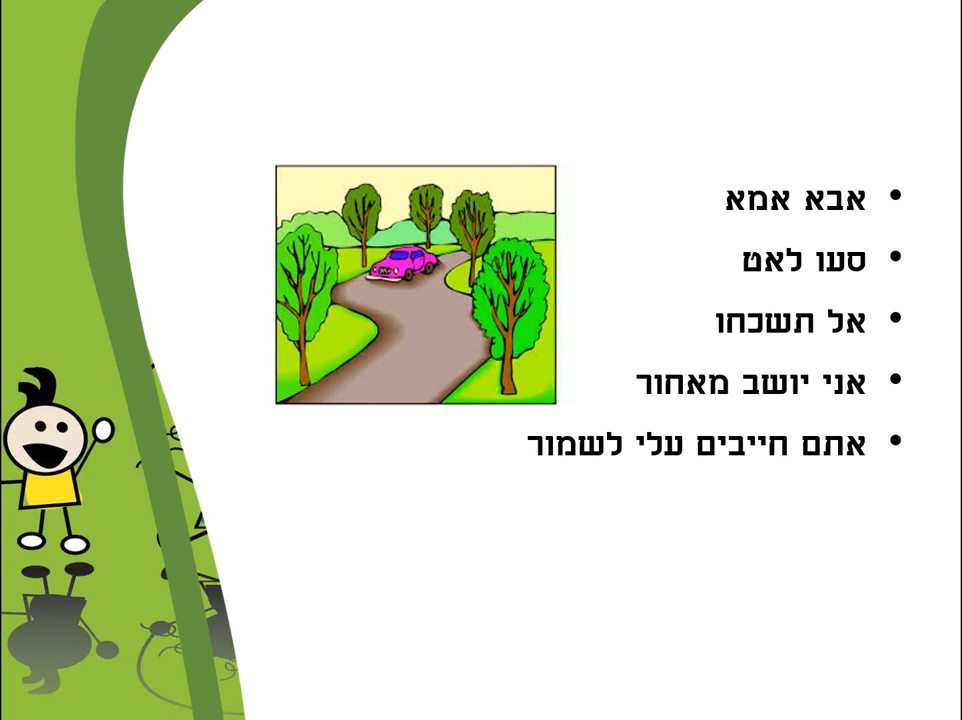 • אבא אמא
• סעו לאט
• אל תשכחו
• אני יושב מאחור
• אתם חייבים עלי לשמור